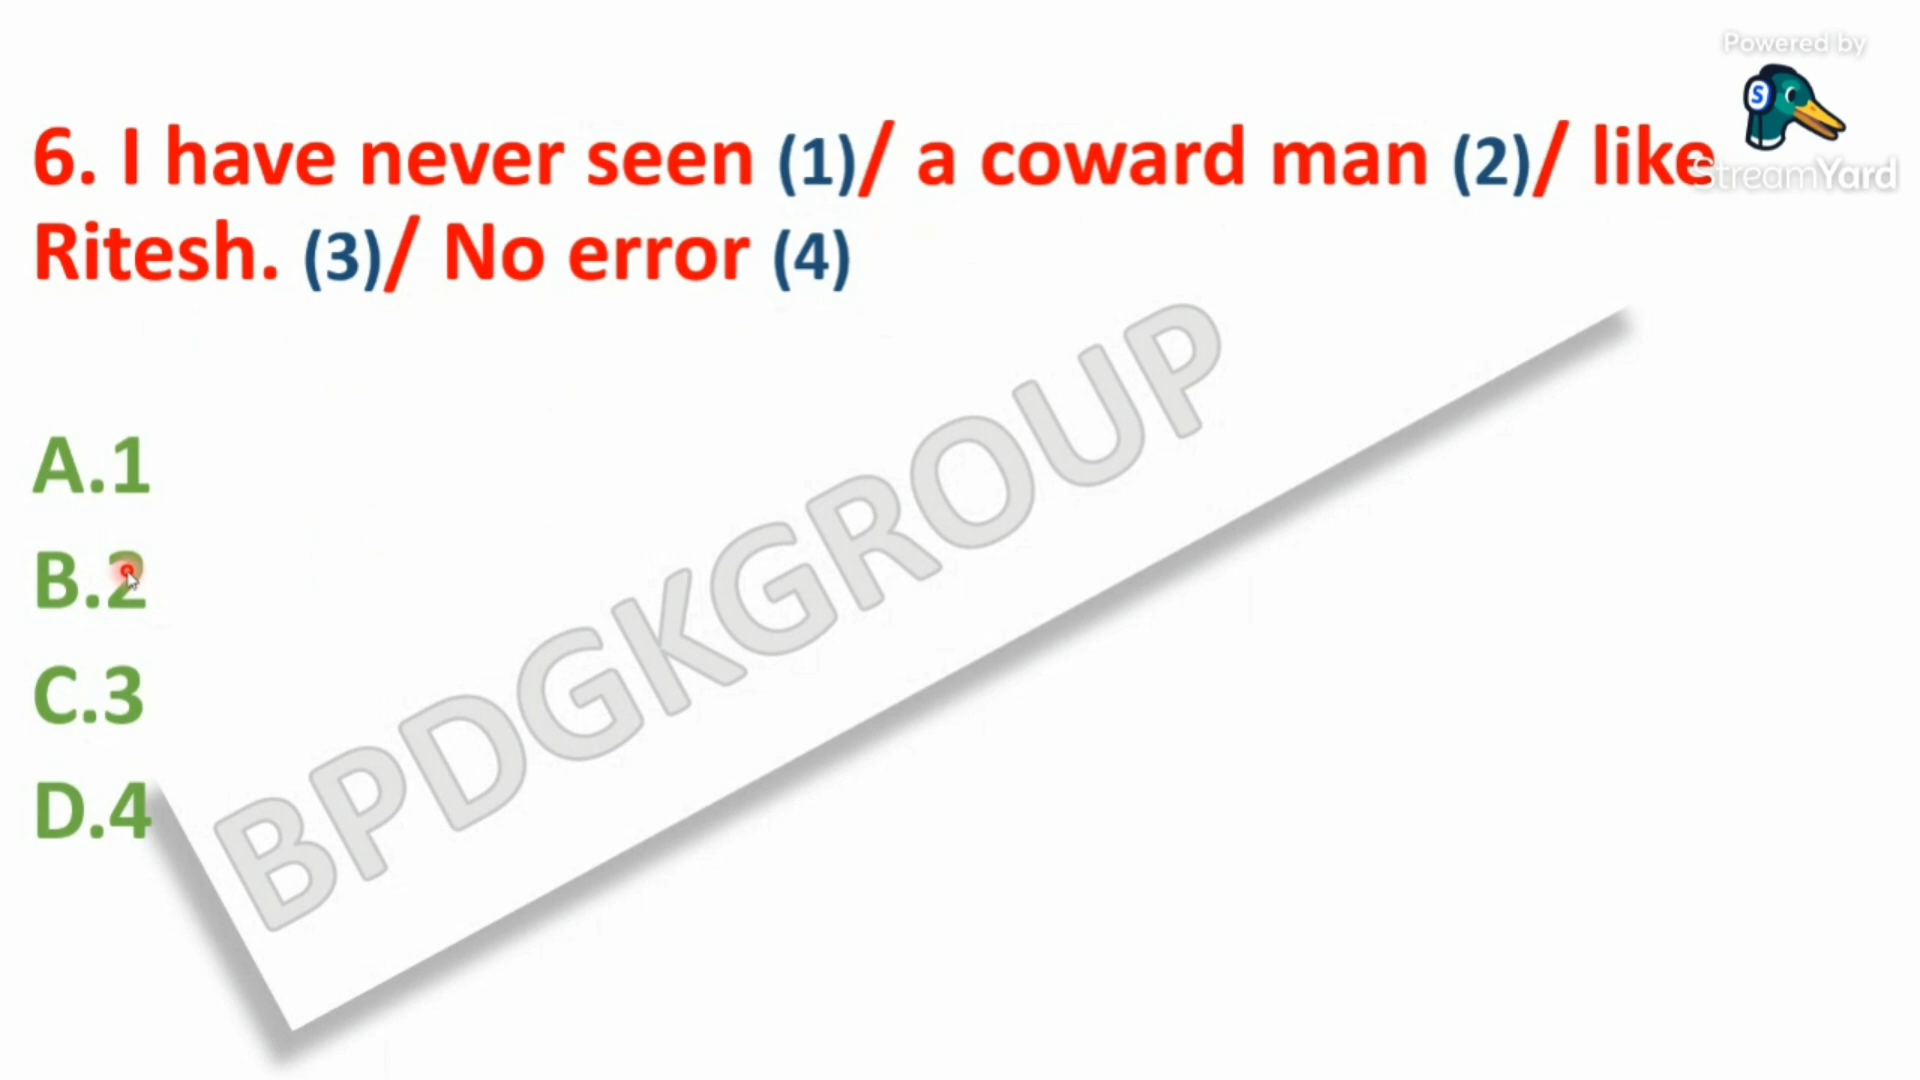 Powered by
6. I have never seen (1)/ a coward man (2)/ like
StreamYard
Ritesh. (3)/ No error (4)
A.1
B.2
C.3
D.4
BPDGKGROUP